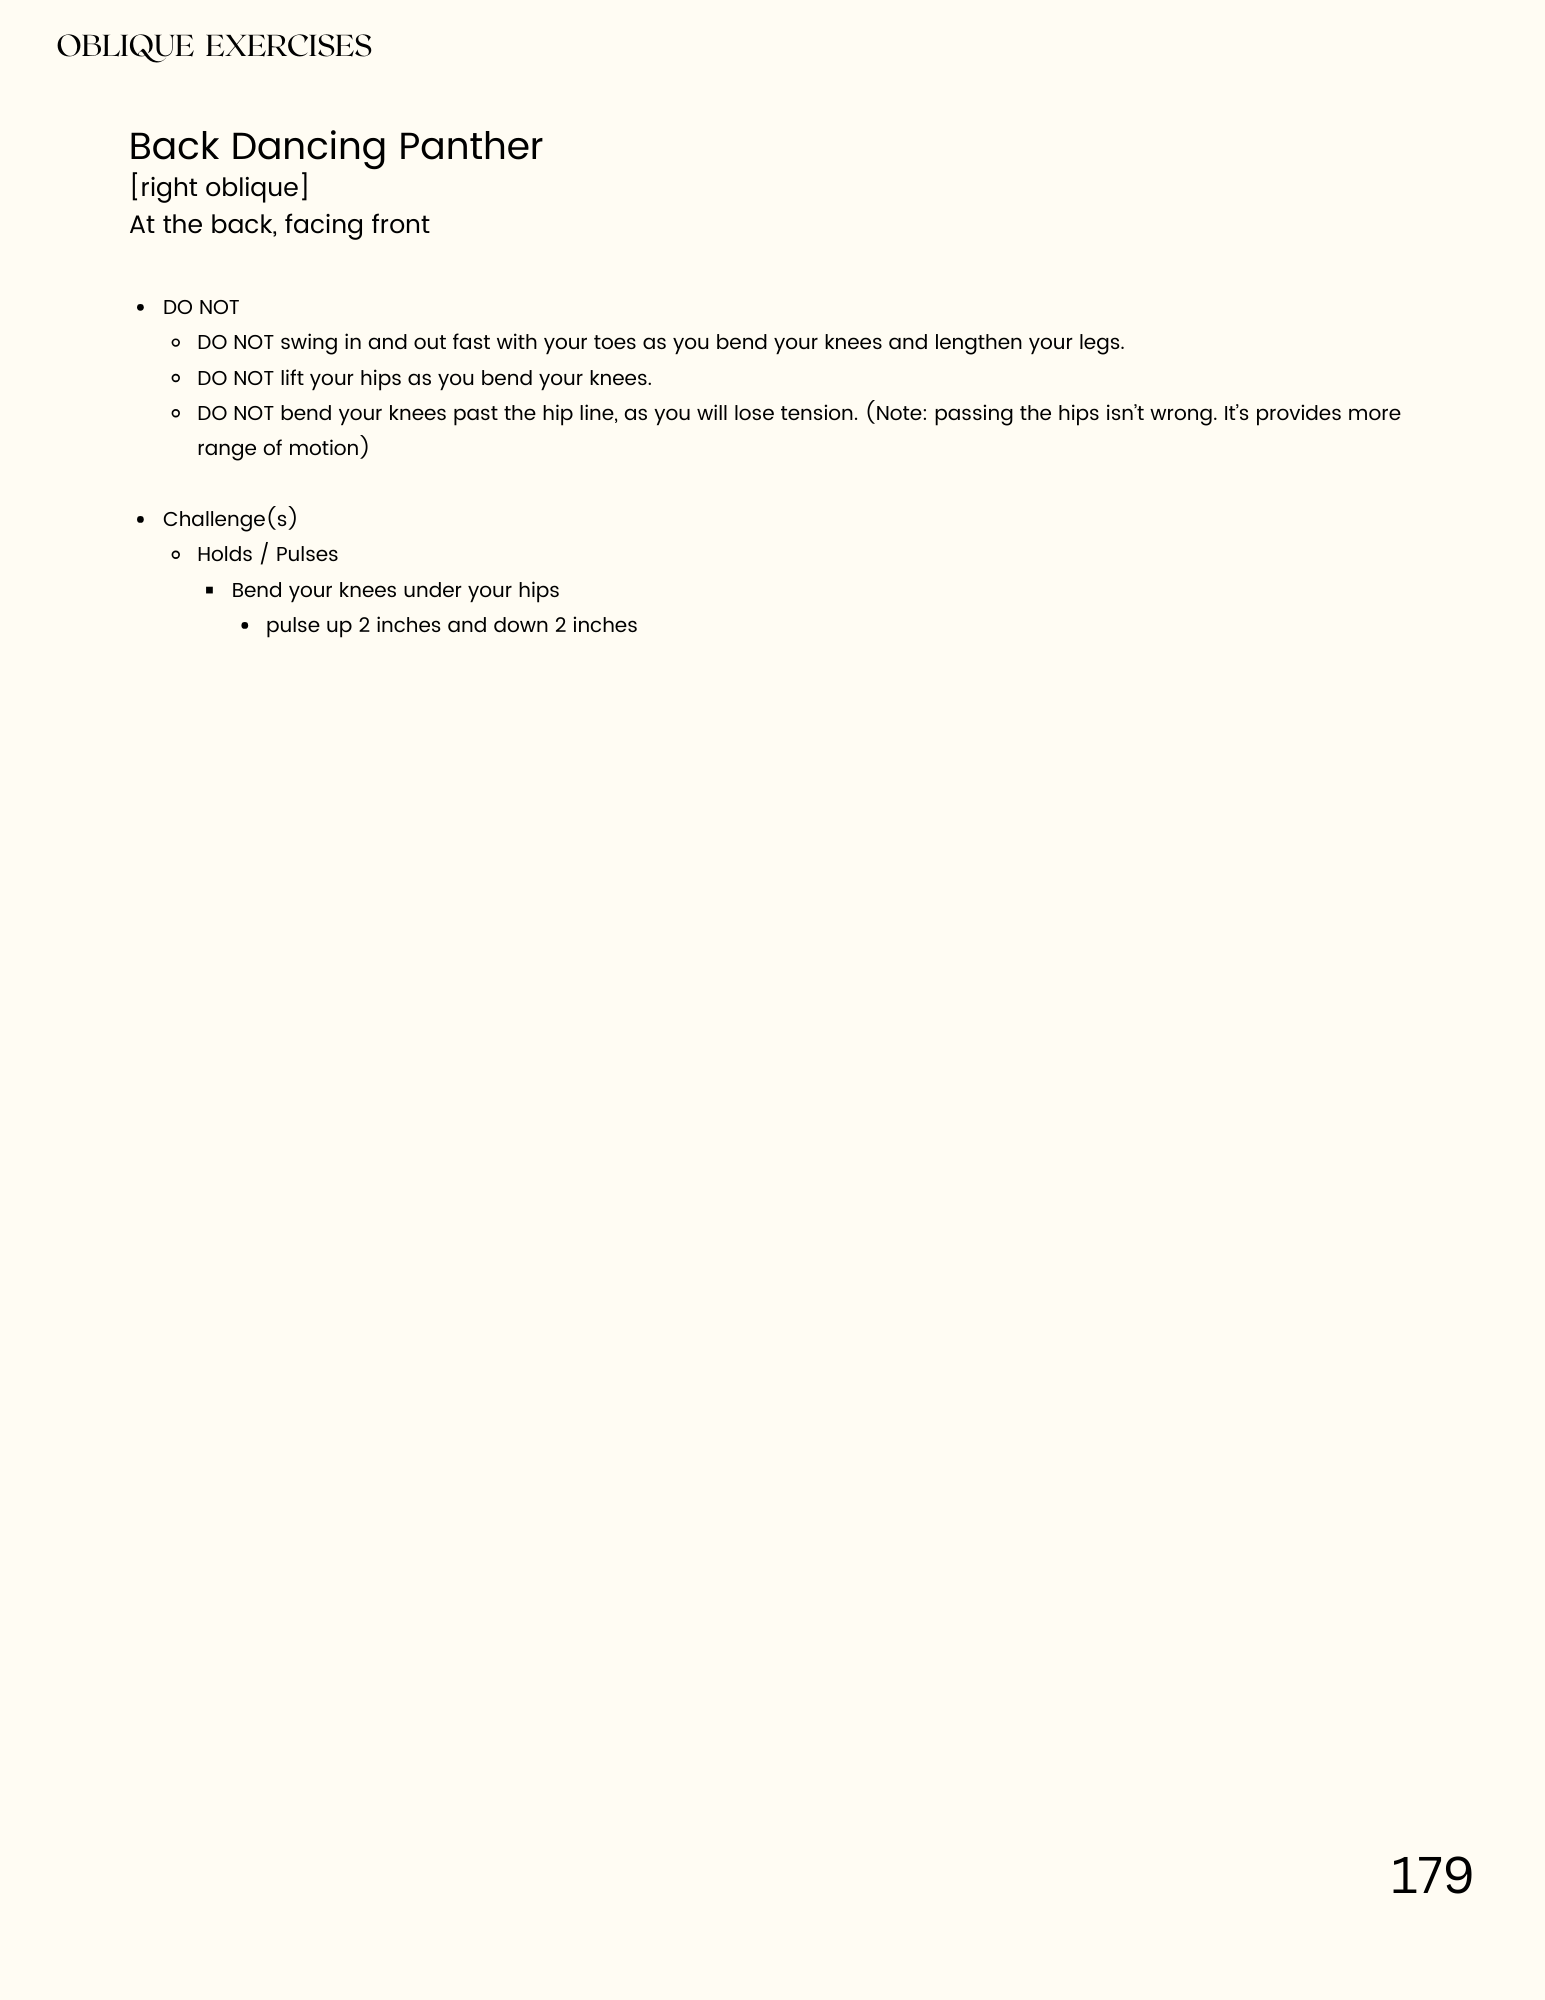 OBLIQUE EXERCISES
Back Dancing Panther
[right oblique]
At the back, facing front
• DO NOT
◦ DO NOT swing in and out fast with your toes as you bend your knees and lengthen your legs.
◦ DO NOT lift your hips as you bend your knees.
◦ DO NOT bend your knees past the hip line, as you will lose tension. (Note: passing the hips isn’t wrong. It’s provides more
range of motion)
• Challenge(s)
◦ Holds / Pulses
▪ Bend your knees under your hips
• pulse up 2 inches and down 2 inches
179